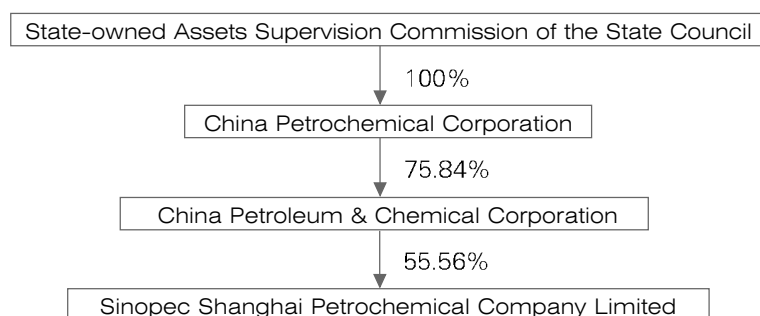 State-owned Assets Supervision Commission of the State Council
100%
China Petrochemical Corporation
75.84%
China Petroleum & Chemical Corporation
55.56%
Sinopec Shanghai Petrochemical Company Limited